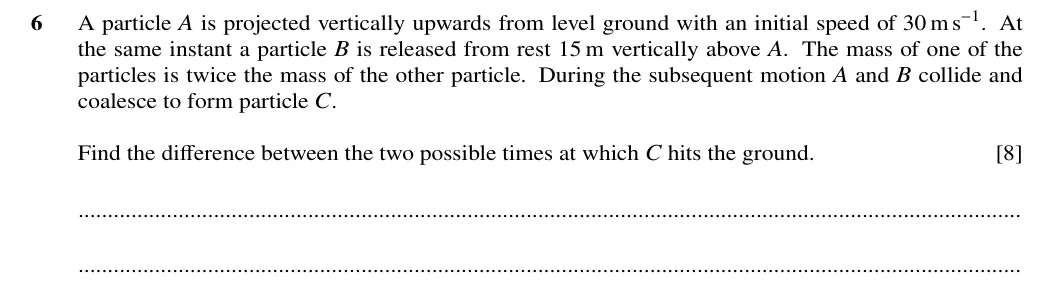 6 A particle A is projected vertically upwards from level ground with an initial speed of 30 m s⁻¹. At
the same instant a particle B is released from rest 15 m vertically above A. The mass of one of the
particles is twice the mass of the other particle. During the subsequent motion A and B collide and
coalesce to form particle C.
Find the difference between the two possible times at which C hits the ground. [8]